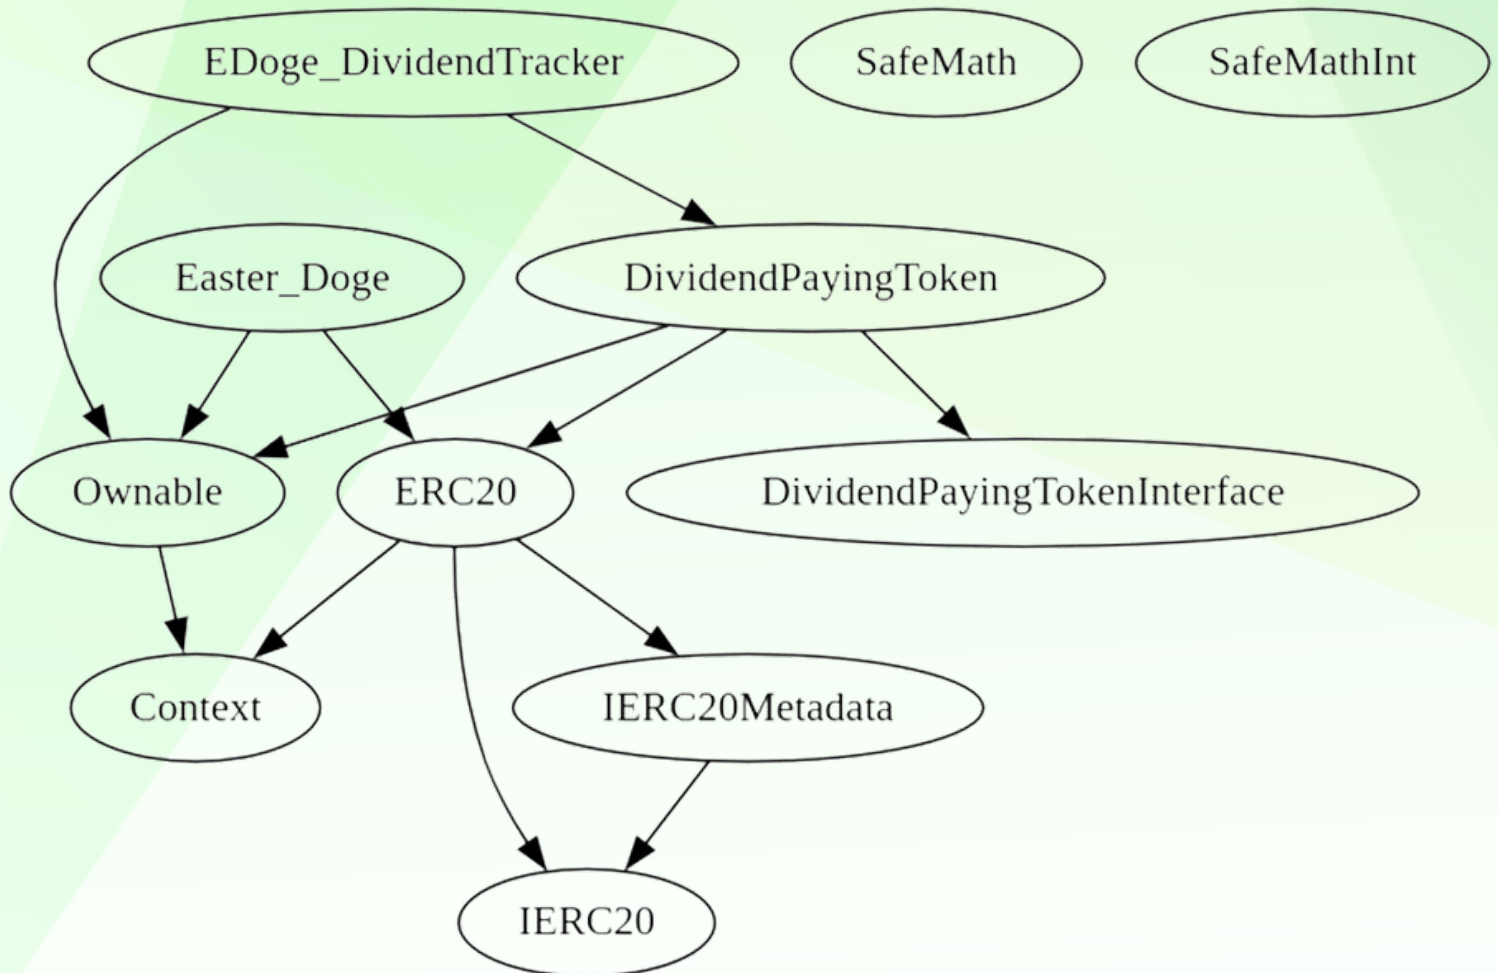 EDoge_DividendTracker
SafeMath
SafeMathInt
Easter_Doge
DividendPayingToken
Ownable
ERC20
DividendPayingTokenInterface
Context
IERC20Metadata
IERC20